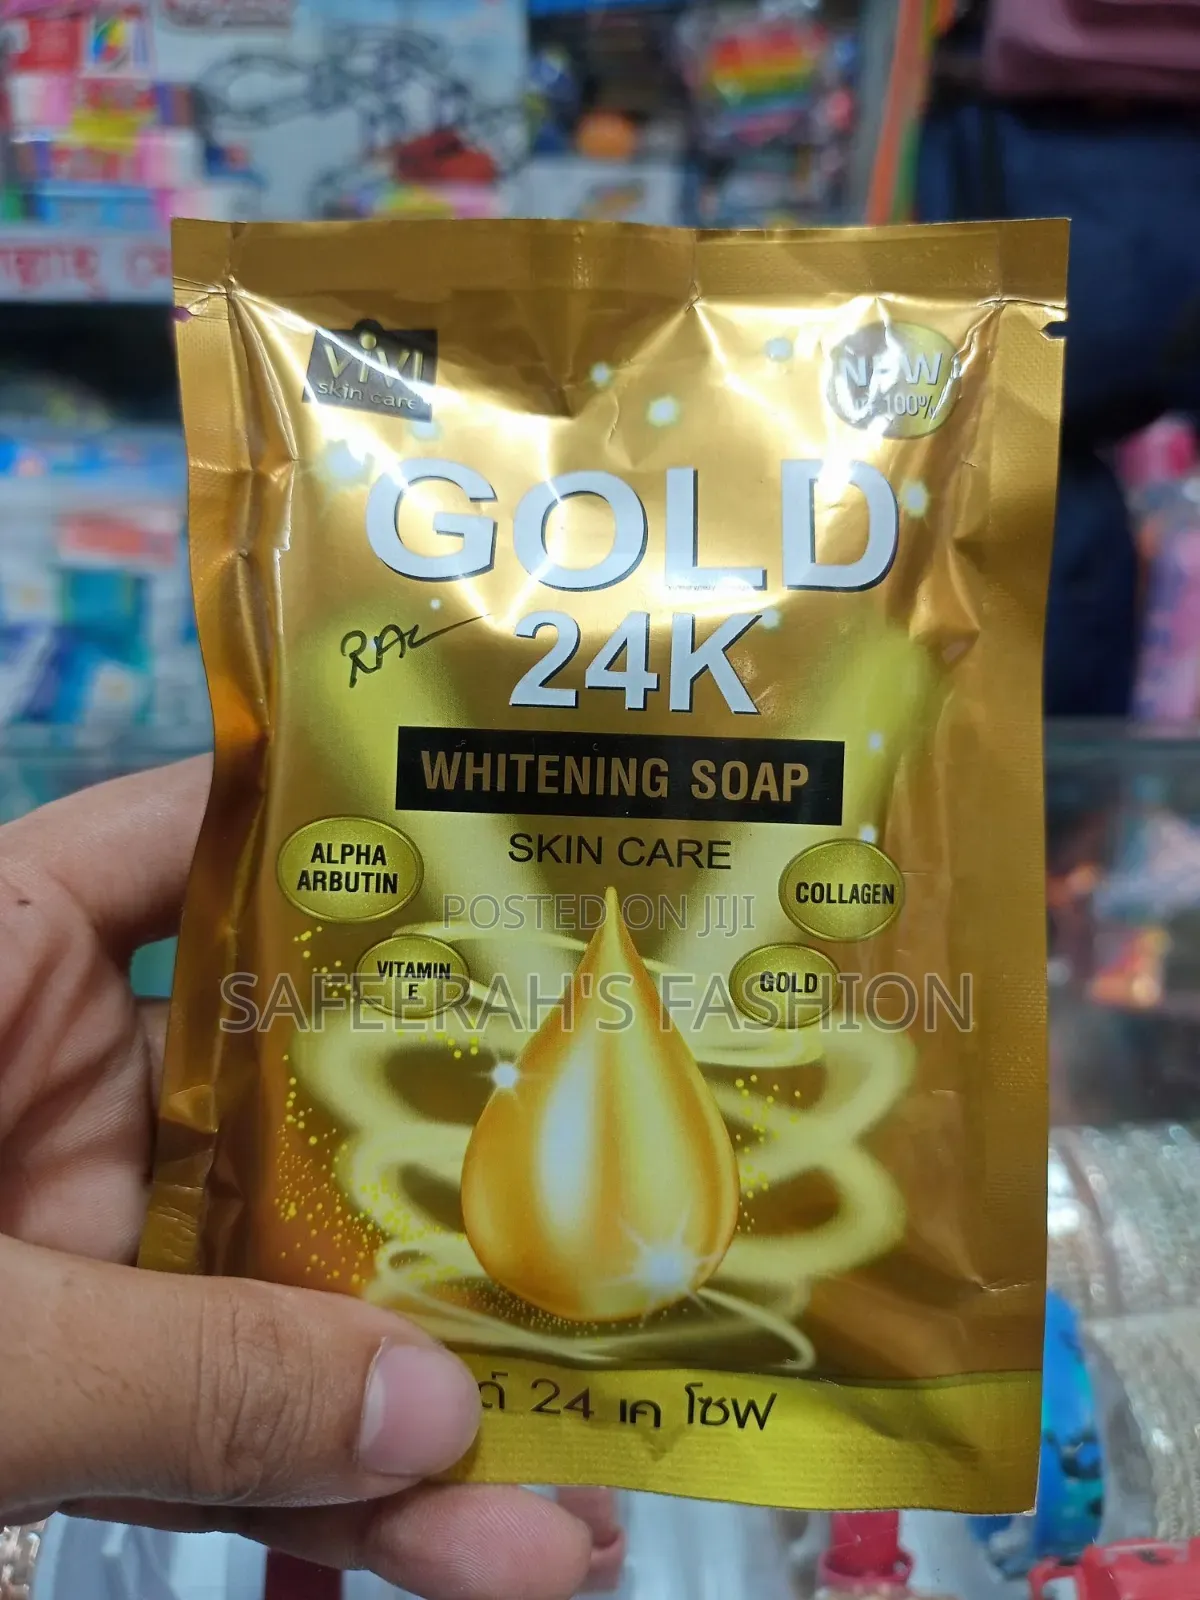 ViVi
skin care
NEW
100%
GOLD
24K
RAL
WHITENING SOAP
SKIN CARE
ALPHA
ARBUTIN
COLLAGEN
POSTED ON JIJI
VITAMIN
E
GOLD
SAFEERAH'S FASHION
24 เค โซฟ